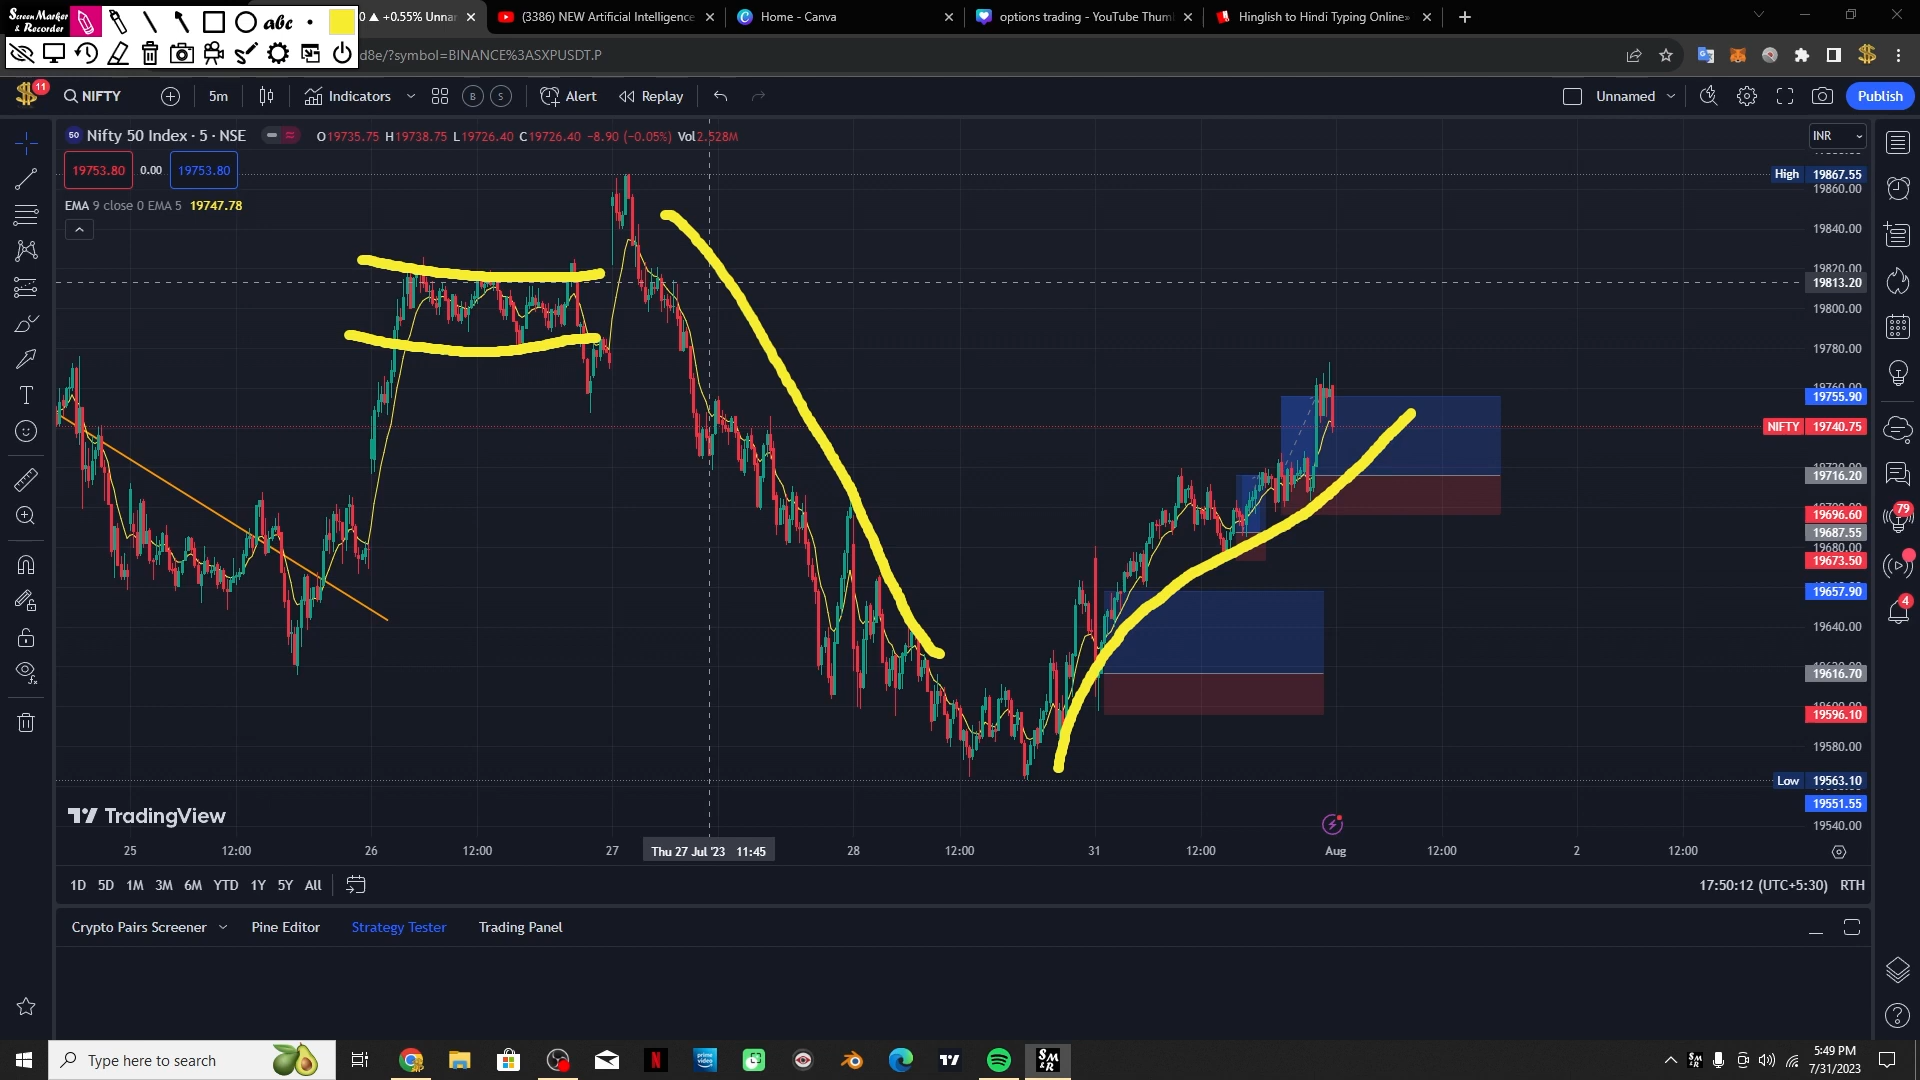 Screen Marker & Recorder
abc
0 ▲ +0.55% Unnar
(3386) NEW Artificial Intelligence
Home - Canva
options trading - YouTube Thum
Hinglish to Hindi Typing Online
d8e/?symbol=BINANCE%3ASXPUSDT.P
11
NIFTY
5m
Indicators
B
S
Alert
Replay
Unnamed
Publish
50
Nifty 50 Index · 5 · NSE
O19735.75 H19738.75 L19726.40 C19726.40 −8.90 (−0.05%) Vol2.528M
INR
19753.80
0.00
19753.80
High 19867.55
19860.00
EMA 9 close 0 EMA 5 19747.78
19840.00
19820.00
19813.20
19800.00
19780.00
19760.00
19755.90
NIFTY 19740.75
19716.20
19696.60
19687.55
19680.00
19673.50
19657.90
19640.00
19616.70
19596.10
19580.00
Low 19563.10
19551.55
19540.00
79
4
TradingView
25
12:00
26
12:00
27
Thu 27 Jul '23 11:45
28
12:00
31
12:00
Aug
12:00
2
12:00
1D 5D 1M 3M 6M YTD 1Y 5Y All
17:50:12 (UTC+5:30) RTH
Crypto Pairs Screener
Pine Editor
Strategy Tester
Trading Panel
Type here to search
N
prime video
SM&R
5:49 PM
7/31/2023